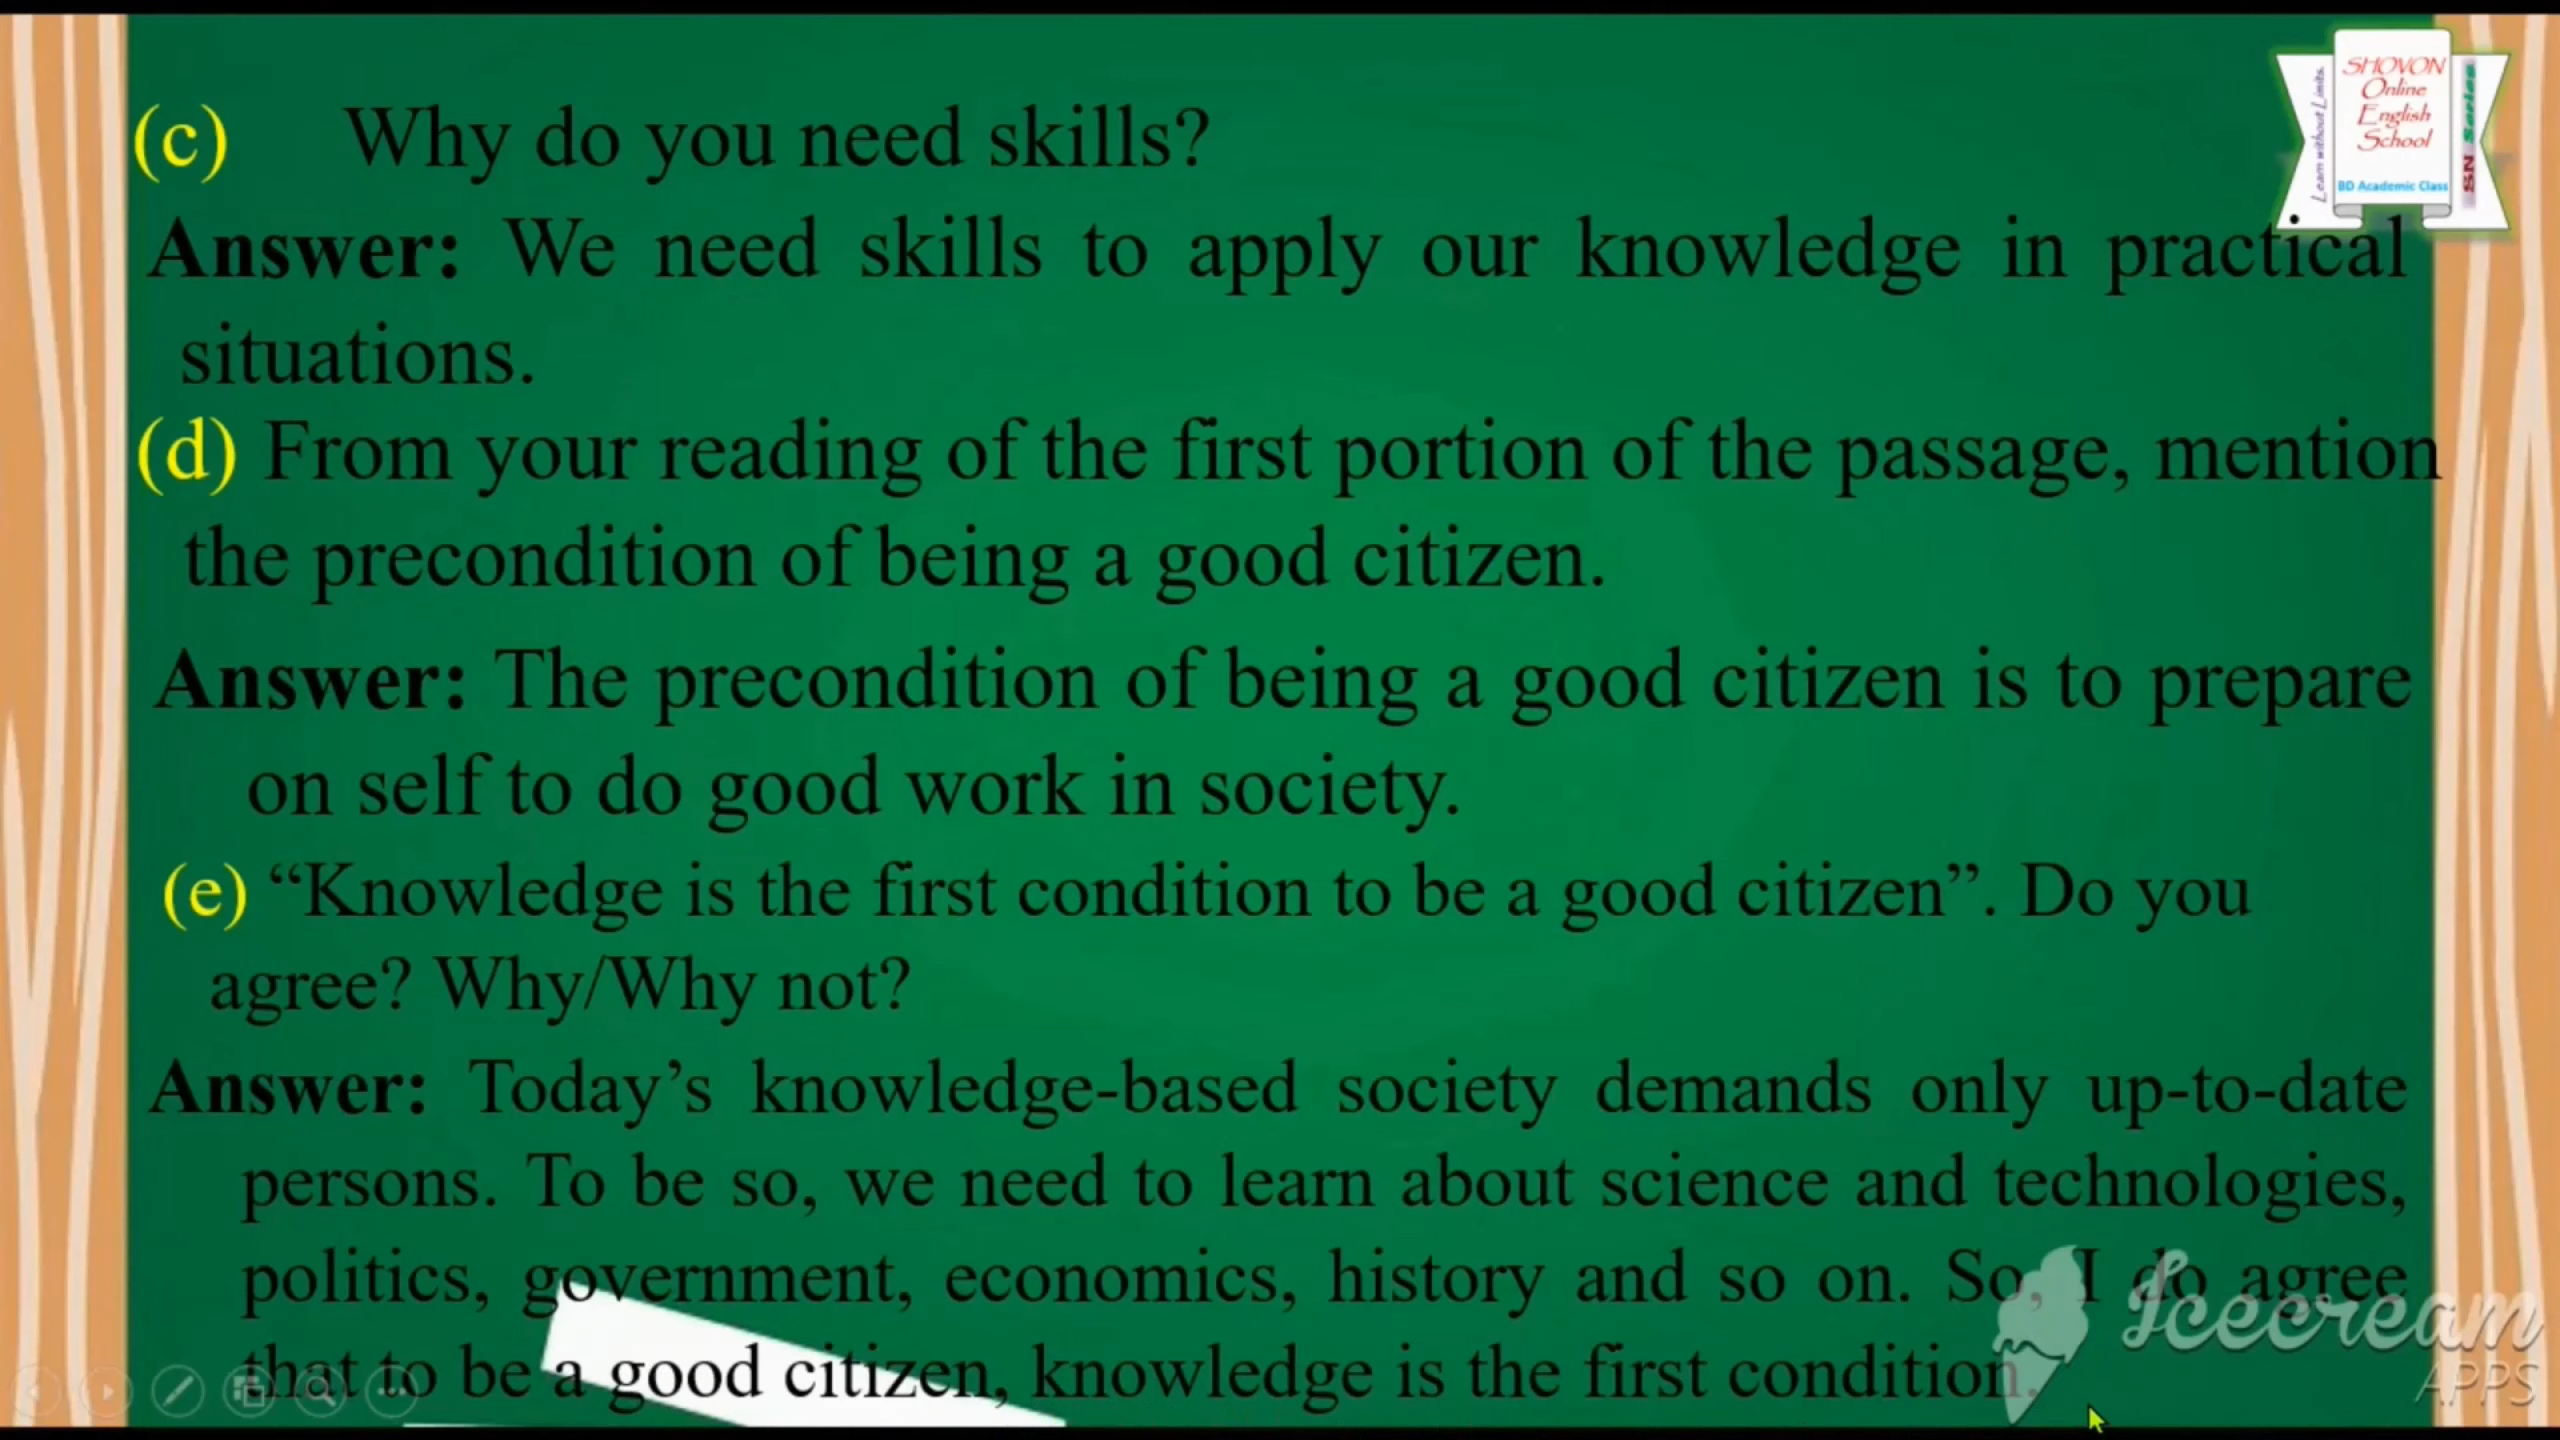 SHOVON
Online
English
School
BD Academic Class
Learn without Limits.
SN Series
(c) Why do you need skills?
Answer: We need skills to apply our knowledge in practical
situations.
(d) From your reading of the first portion of the passage, mention
the precondition of being a good citizen.
Answer: The precondition of being a good citizen is to prepare
on self to do good work in society.
(e) “Knowledge is the first condition to be a good citizen”. Do you
agree? Why/Why not?
Answer: Today’s knowledge-based society demands only up-to-date
persons. To be so, we need to learn about science and technologies,
politics, government, economics, history and so on. So, I do agree
that to be a good citizen, knowledge is the first condition.
Icecream
APPS